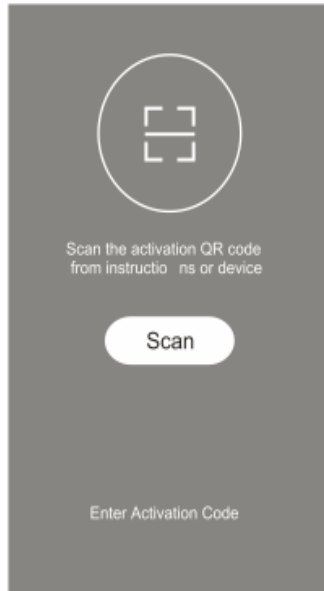 Scan the activation QR code
from instructio ns or device
Scan
Enter Activation Code